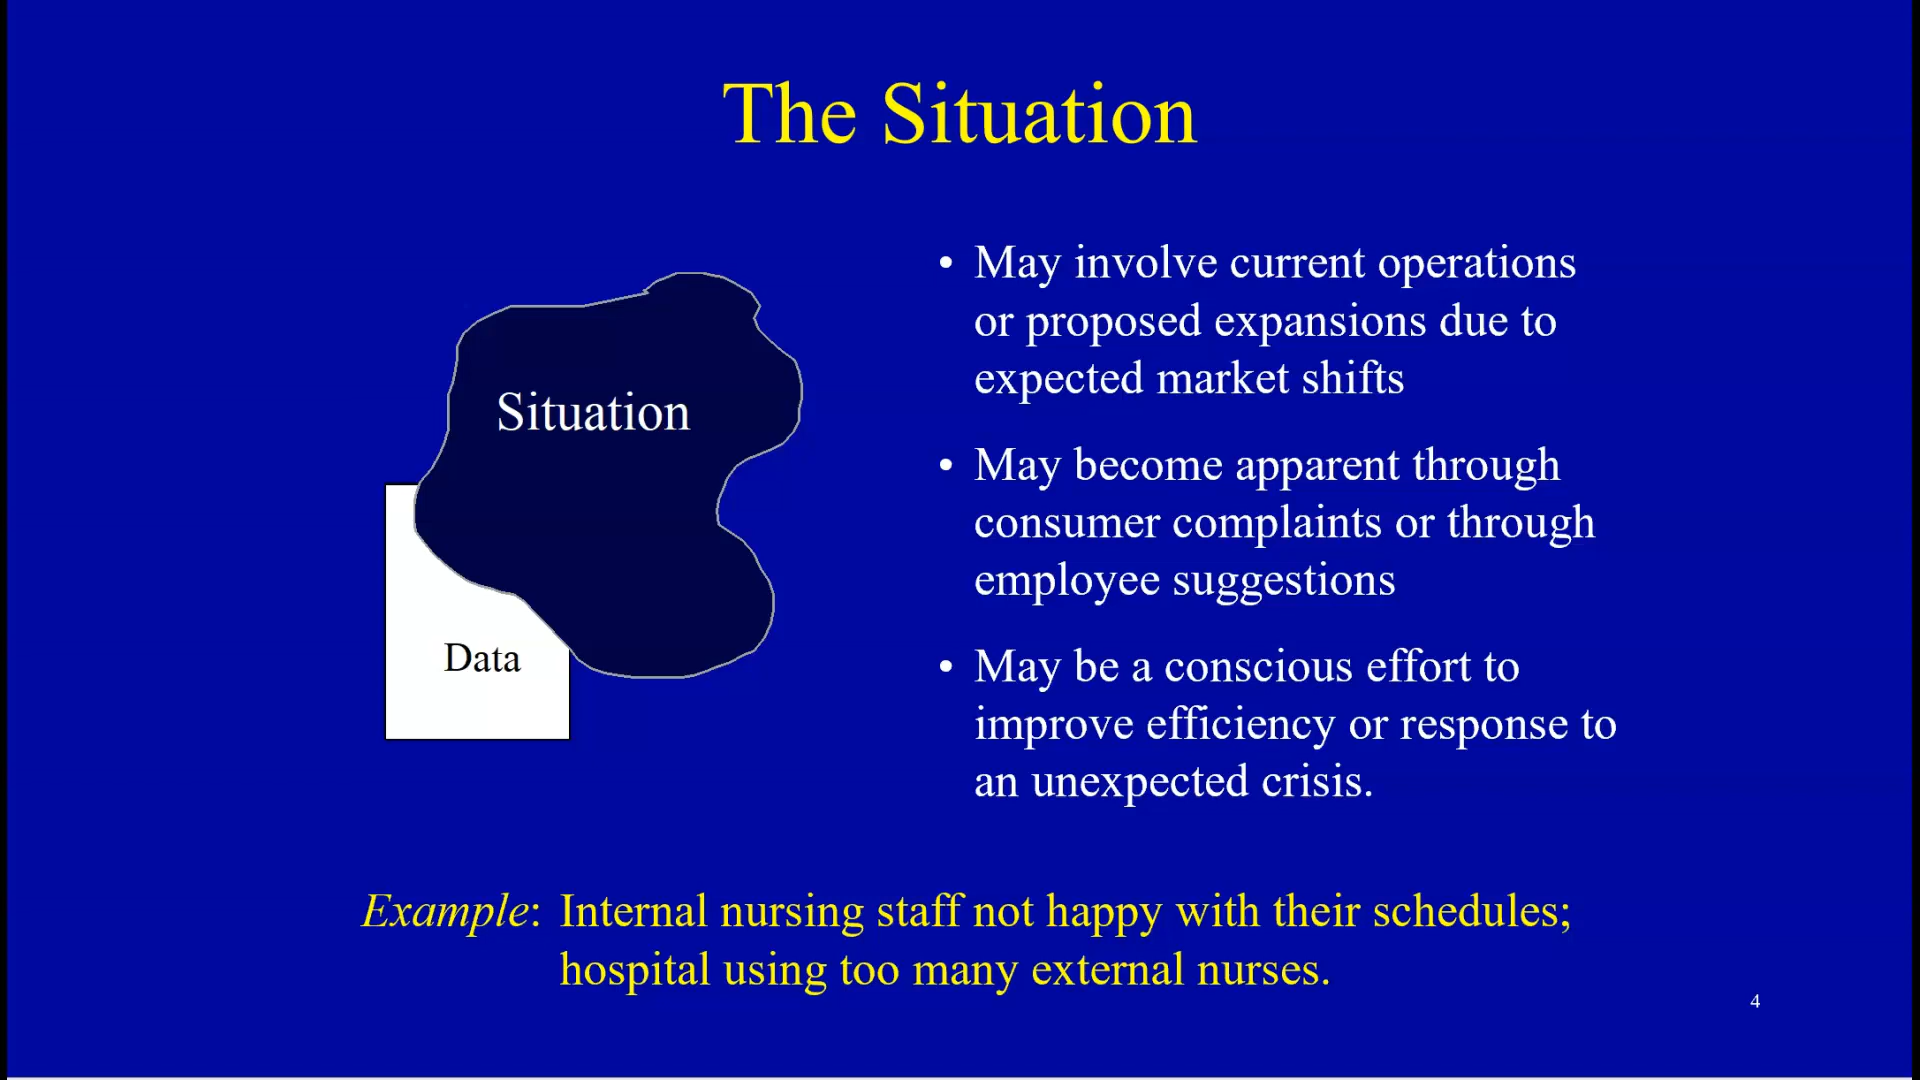 The Situation
Situation
Data
• May involve current operations
or proposed expansions due to
expected market shifts
• May become apparent through
consumer complaints or through
employee suggestions
• May be a conscious effort to
improve efficiency or response to
an unexpected crisis.
Example: Internal nursing staff not happy with their schedules;
hospital using too many external nurses.
4